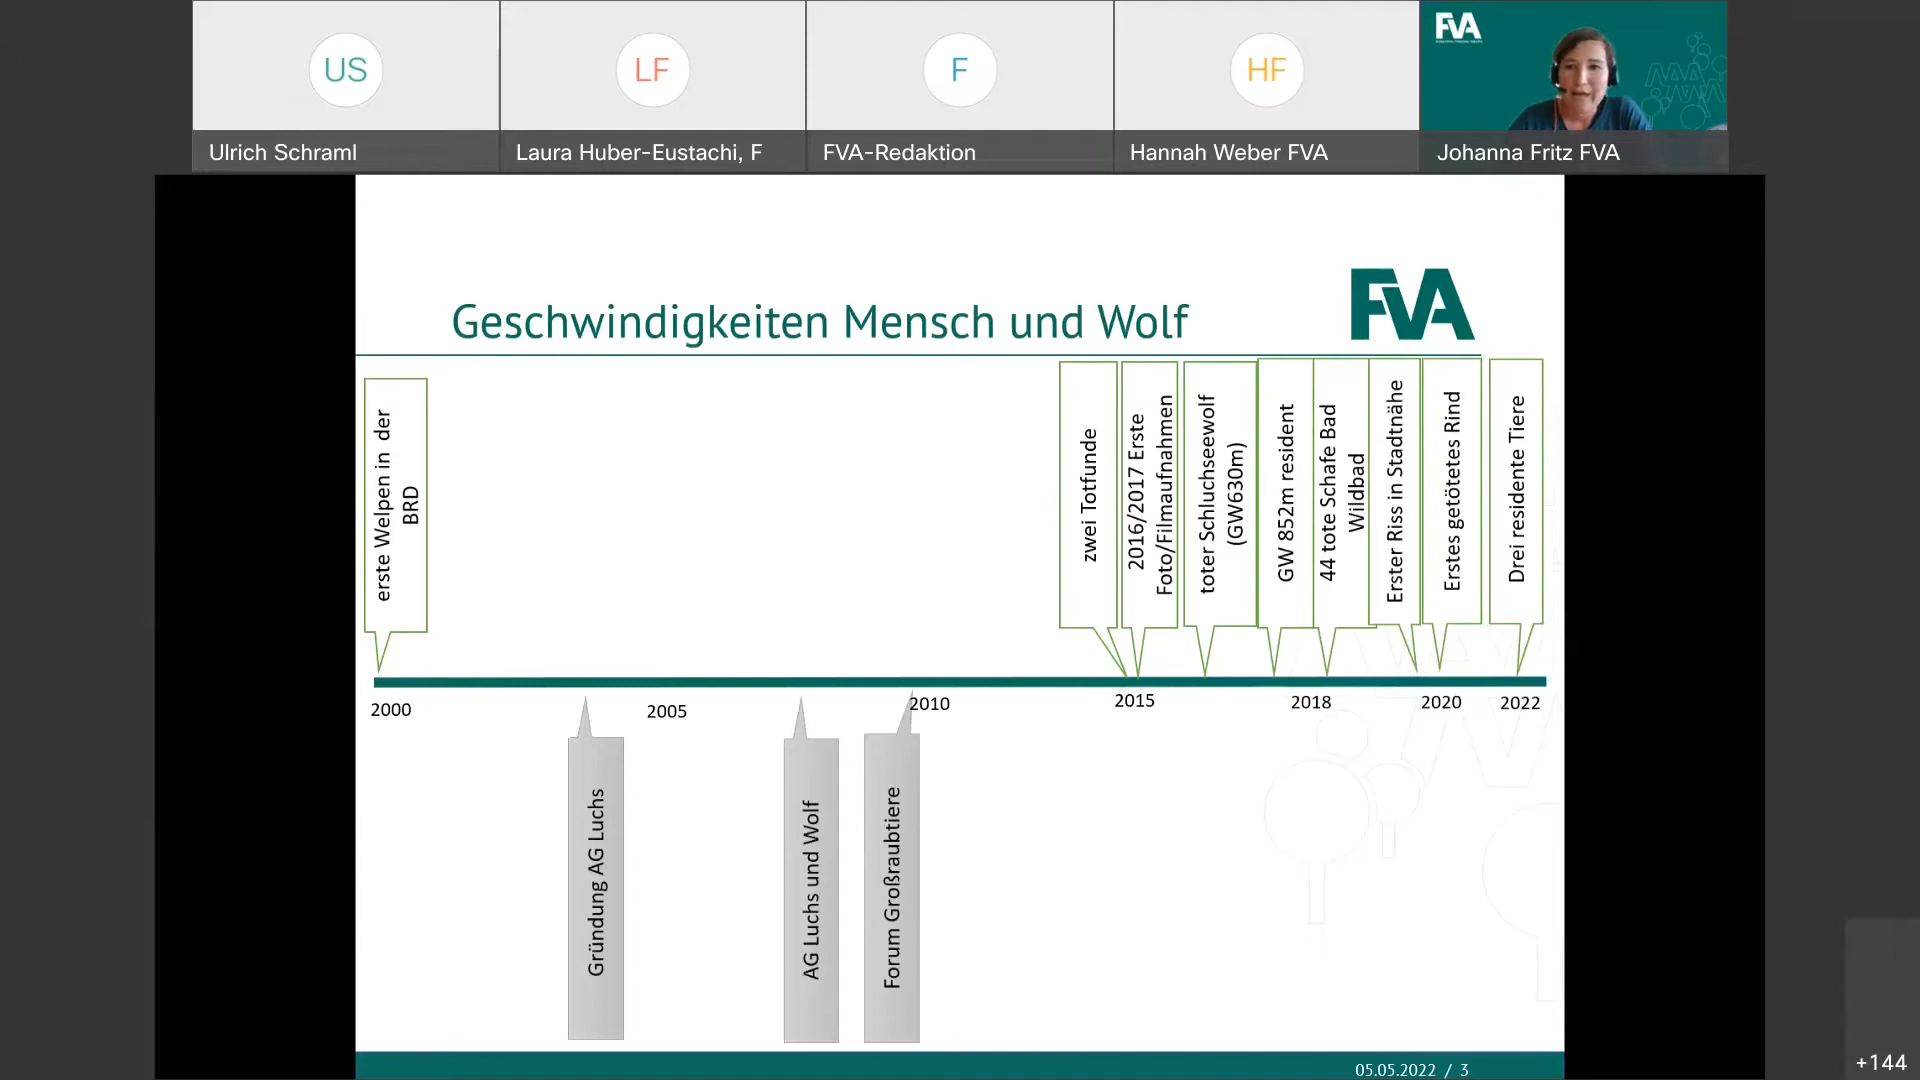 US
LF
F
HF
FVA
Ulrich Schraml
Laura Huber-Eustachi, F
FVA-Redaktion
Hannah Weber FVA
Johanna Fritz FVA
Geschwindigkeiten Mensch und Wolf
FVA
erste Welpen in der
BRD
zwei Totfunde
2016/2017 Erste
Foto/Filmaufnahmen
toter Schluchseewolf
(GW630m)
GW 852m resident
44 tote Schafe Bad
Wildbad
Erster Riss in Stadtnähe
Erstes getötetes Rind
Drei residente Tiere
2000
2005
2010
2015
2018
2020
2022
Gründung AG Luchs
AG Luchs und Wolf
Forum Großraubtiere
05.05.2022 / 3
+144